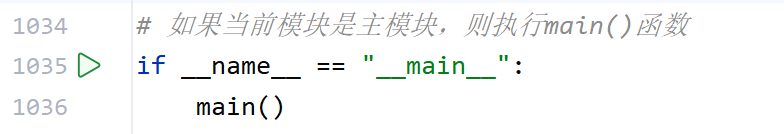 1034 # 如果当前模块是主模块，则执行main()函数
1035 if __name__ == "__main__":
1036     main()